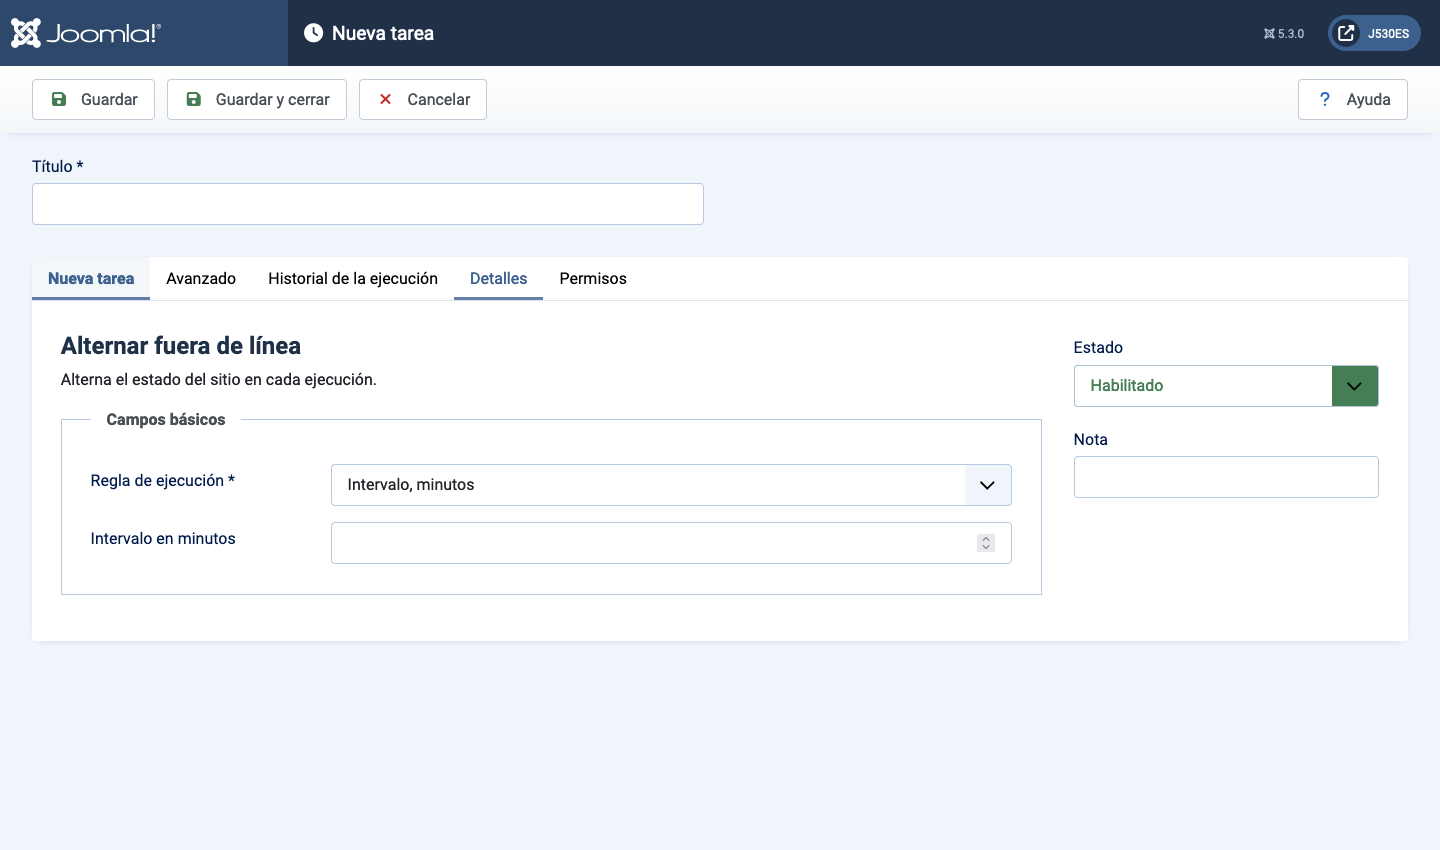 Joomla!®
Nueva tarea
5.3.0
J530ES
Guardar
Guardar y cerrar
Cancelar
? Ayuda
Título *
Nueva tarea
Avanzado
Historial de la ejecución
Detalles
Permisos
Alternar fuera de línea
Alterna el estado del sitio en cada ejecución.
Campos básicos
Regla de ejecución *
Intervalo, minutos
Intervalo en minutos
Estado
Habilitado
Nota